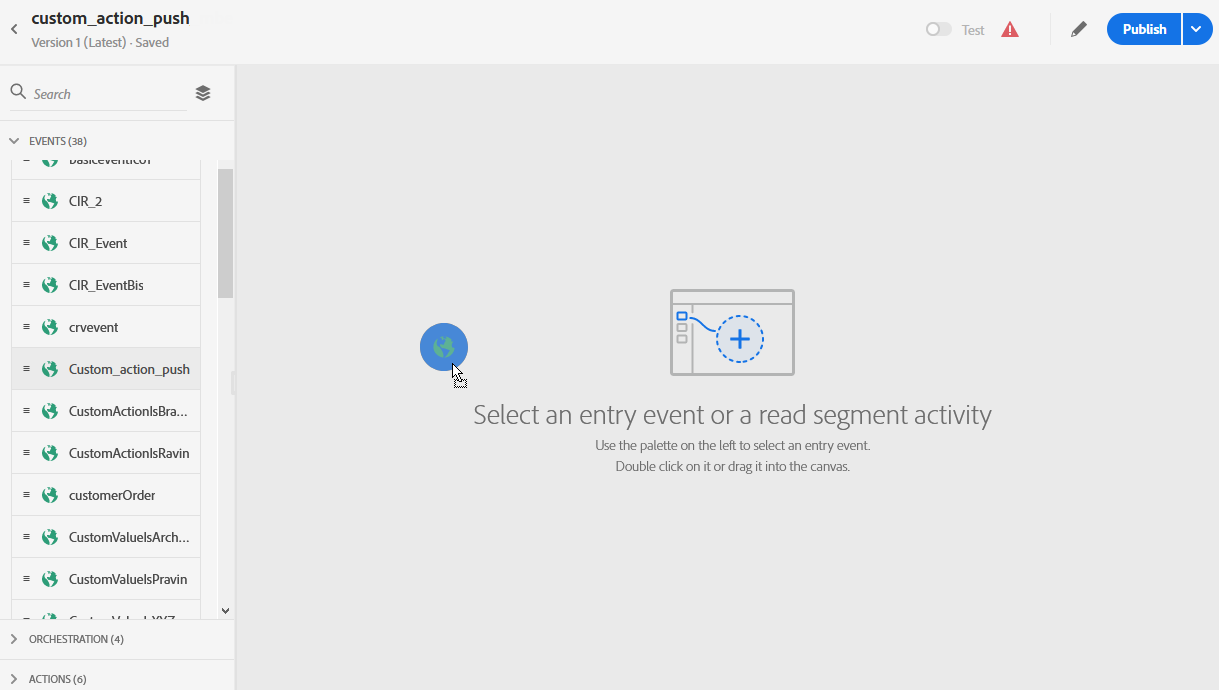 custom_action_push
Version 1 (Latest) · Saved
Test
Publish
Search
EVENTS (38)
CIR_2
CIR_Event
CIR_EventBis
crvevent
Custom_action_push
CustomActionIsBra...
CustomActionIsRavin
customerOrder
CustomValueIsArch...
CustomValueIsPravin
ORCHESTRATION (4)
ACTIONS (6)
Select an entry event or a read segment activity
Use the palette on the left to select an entry event.
Double click on it or drag it into the canvas.